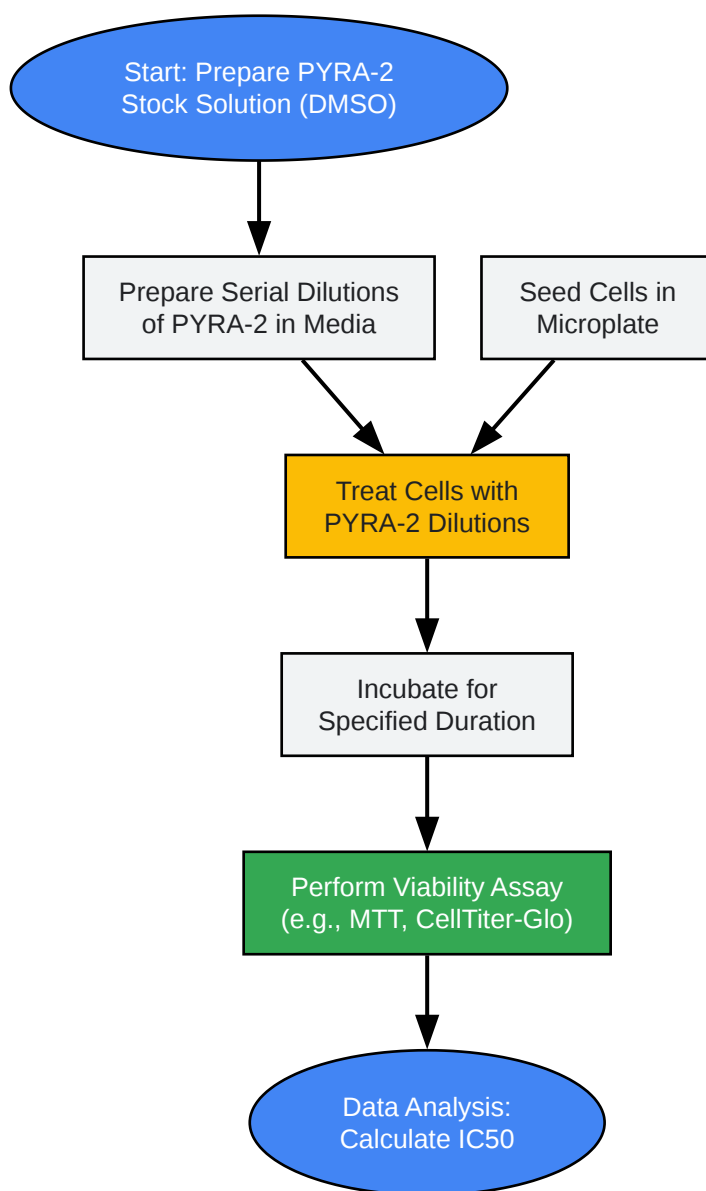 Start: Prepare PYRA-2
Stock Solution (DMSO)
Prepare Serial Dilutions
of PYRA-2 in Media
Seed Cells in
Microplate
Treat Cells with
PYRA-2 Dilutions
Incubate for
Specified Duration
Perform Viability Assay
(e.g., MTT, CellTiter-Glo)
Data Analysis:
Calculate IC50